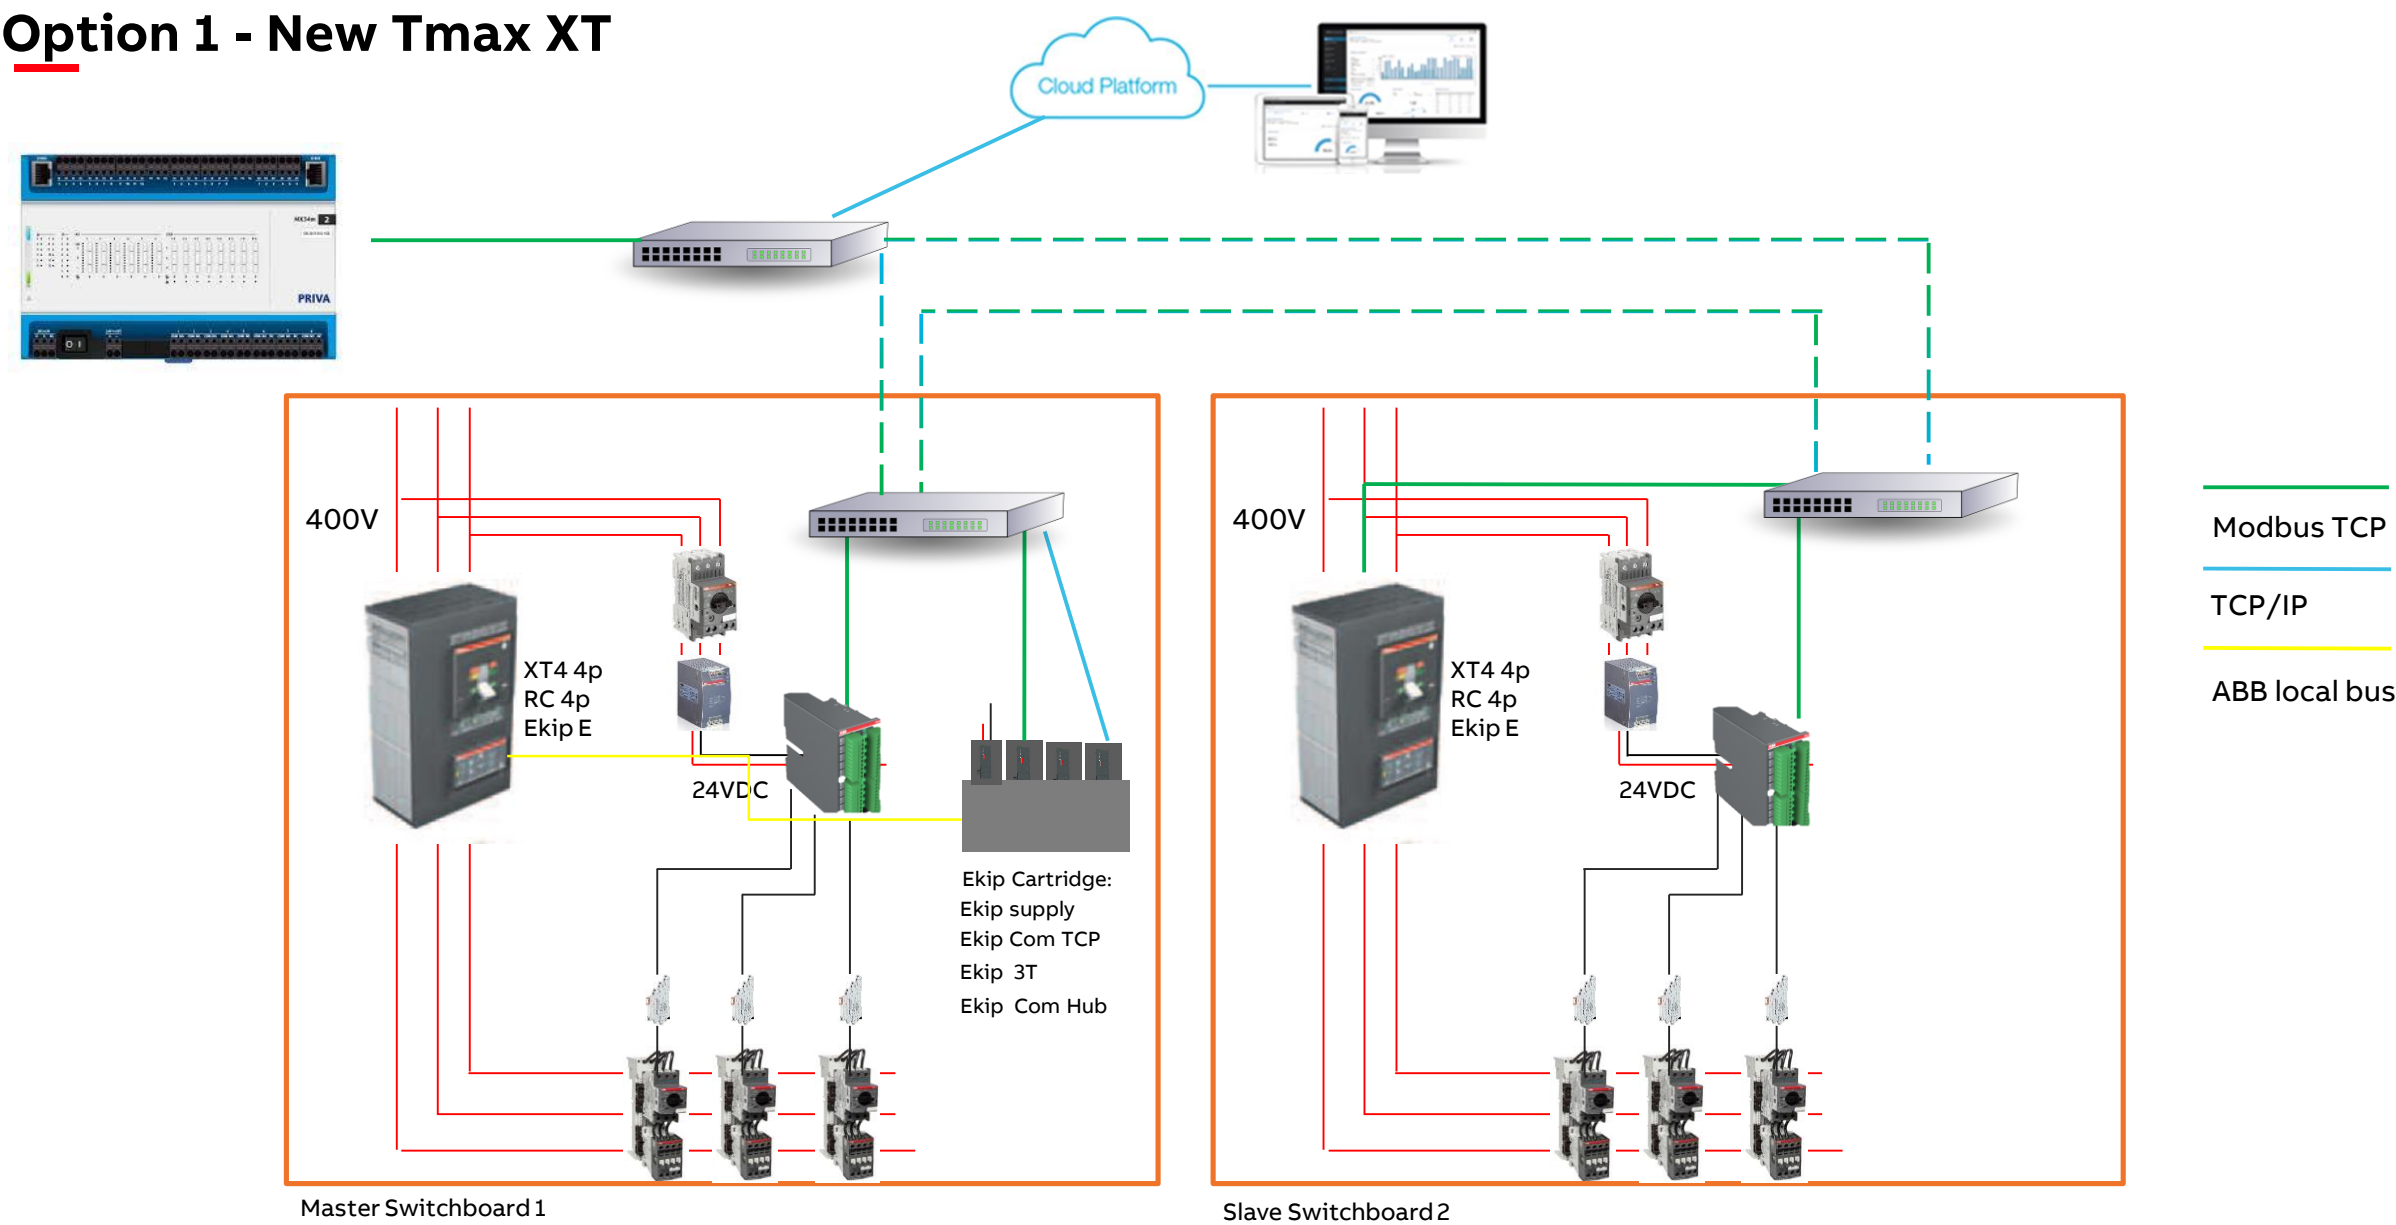 Option 1 - New Tmax XT
Cloud Platform
MX34m 2
PRIVA
400V
XT4 4p
RC 4p
Ekip E
24VDC
Ekip Cartridge:
Ekip supply
Ekip Com TCP
Ekip 3T
Ekip Com Hub
Master Switchboard 1
400V
XT4 4p
RC 4p
Ekip E
24VDC
Slave Switchboard 2
Modbus TCP
TCP/IP
ABB local bus